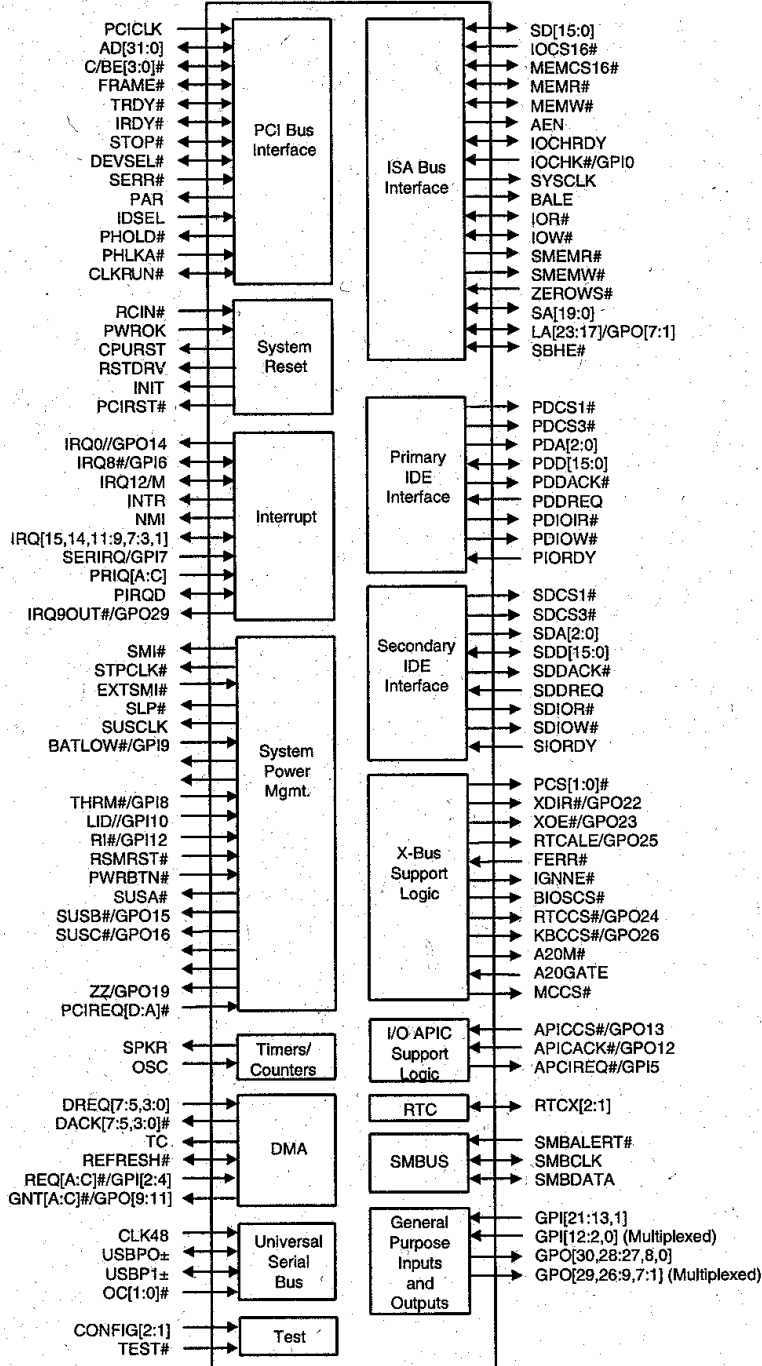 PCICLK
AD[31:0]
C/BE[3:0]#
FRAME#
TRDY#
IRDY#
STOP#
DEVSEL#
SERR#
PAR
IDSEL
PHOLD#
PHLKA#
CLKRUN#
PCI Bus
Interface
RCIN#
PWROK
CPURST
RSTDRV
INIT
PCIRST#
System
Reset
IRQ0//GPO14
IRQ8#/GPI6
IRQ12/M
INTR
NMI
IRQ[15,14,11:9,7:3,1]
SERIRQ/GPI7
PRIQ[A:C]
PIRQD
IRQ9OUT#/GPO29
Interrupt
SMI#
STPCLK#
EXTSMI#
SLP#
SUSCLK
BATLOW#/GPI9
THRM#/GPI8
LID//GPI10
RI#/GPI12
RSMRST#
PWRBTN#
SUSA#
SUSB#/GPO15
SUSC#/GPO16
ZZ/GPO19
PCIREQ[D:A]#
System
Power
Mgmt.
SPKR
OSC
Timers/
Counters
DREQ[7:5,3:0]
DACK[7:5,3:0]#
TC
REFRESH#
REQ[A:C]#/GPI[2:4]
GNT[A:C]#/GPO[9:11]
DMA
CLK48
USBPO±
USBP1±
OC[1:0]#
Universal
Serial
Bus
CONFIG[2:1]
TEST#
Test
ISA Bus
Interface
SD[15:0]
IOCS16#
MEMCS16#
MEMR#
MEMW#
AEN
IOCHRDY
IOCHK#/GPI0
SYSCLK
BALE
IOR#
IOW#
SMEMR#
SMEMW#
ZEROWS#
SA[19:0]
LA[23:17]/GPO[7:1]
SBHE#
Primary
IDE
Interface
PDCS1#
PDCS3#
PDA[2:0]
PDD[15:0]
PDDACK#
PDDREQ
PDIOIR#
PDIOW#
PIORDY
Secondary
IDE
Interface
SDCS1#
SDCS3#
SDA[2:0]
SDD[15:0]
SDDACK#
SDDREQ
SDIOR#
SDIOW#
SIORDY
X-Bus
Support
Logic
PCS[1:0]#
XDIR#/GPO22
XOE#/GPO23
RTCALE/GPO25
FERR#
IGNNE#
BIOSCS#
RTCCS#/GPO24
KBCCS#/GPO26
A20M#
A20GATE
MCCS#
I/O APIC
Support
Logic
APICCS#/GPO13
APICACK#/GPO12
APCIREQ#/GPI5
RTC
RTCX[2:1]
SMBUS
SMBALERT#
SMBCLK
SMBDATA
General
Purpose
Inputs
and
Outputs
GPI[21:13,1]
GPI[12:2,0] (Multiplexed)
GPO[30,28:27,8,0]
GPO[29,26:9,7:1] (Multiplexed)